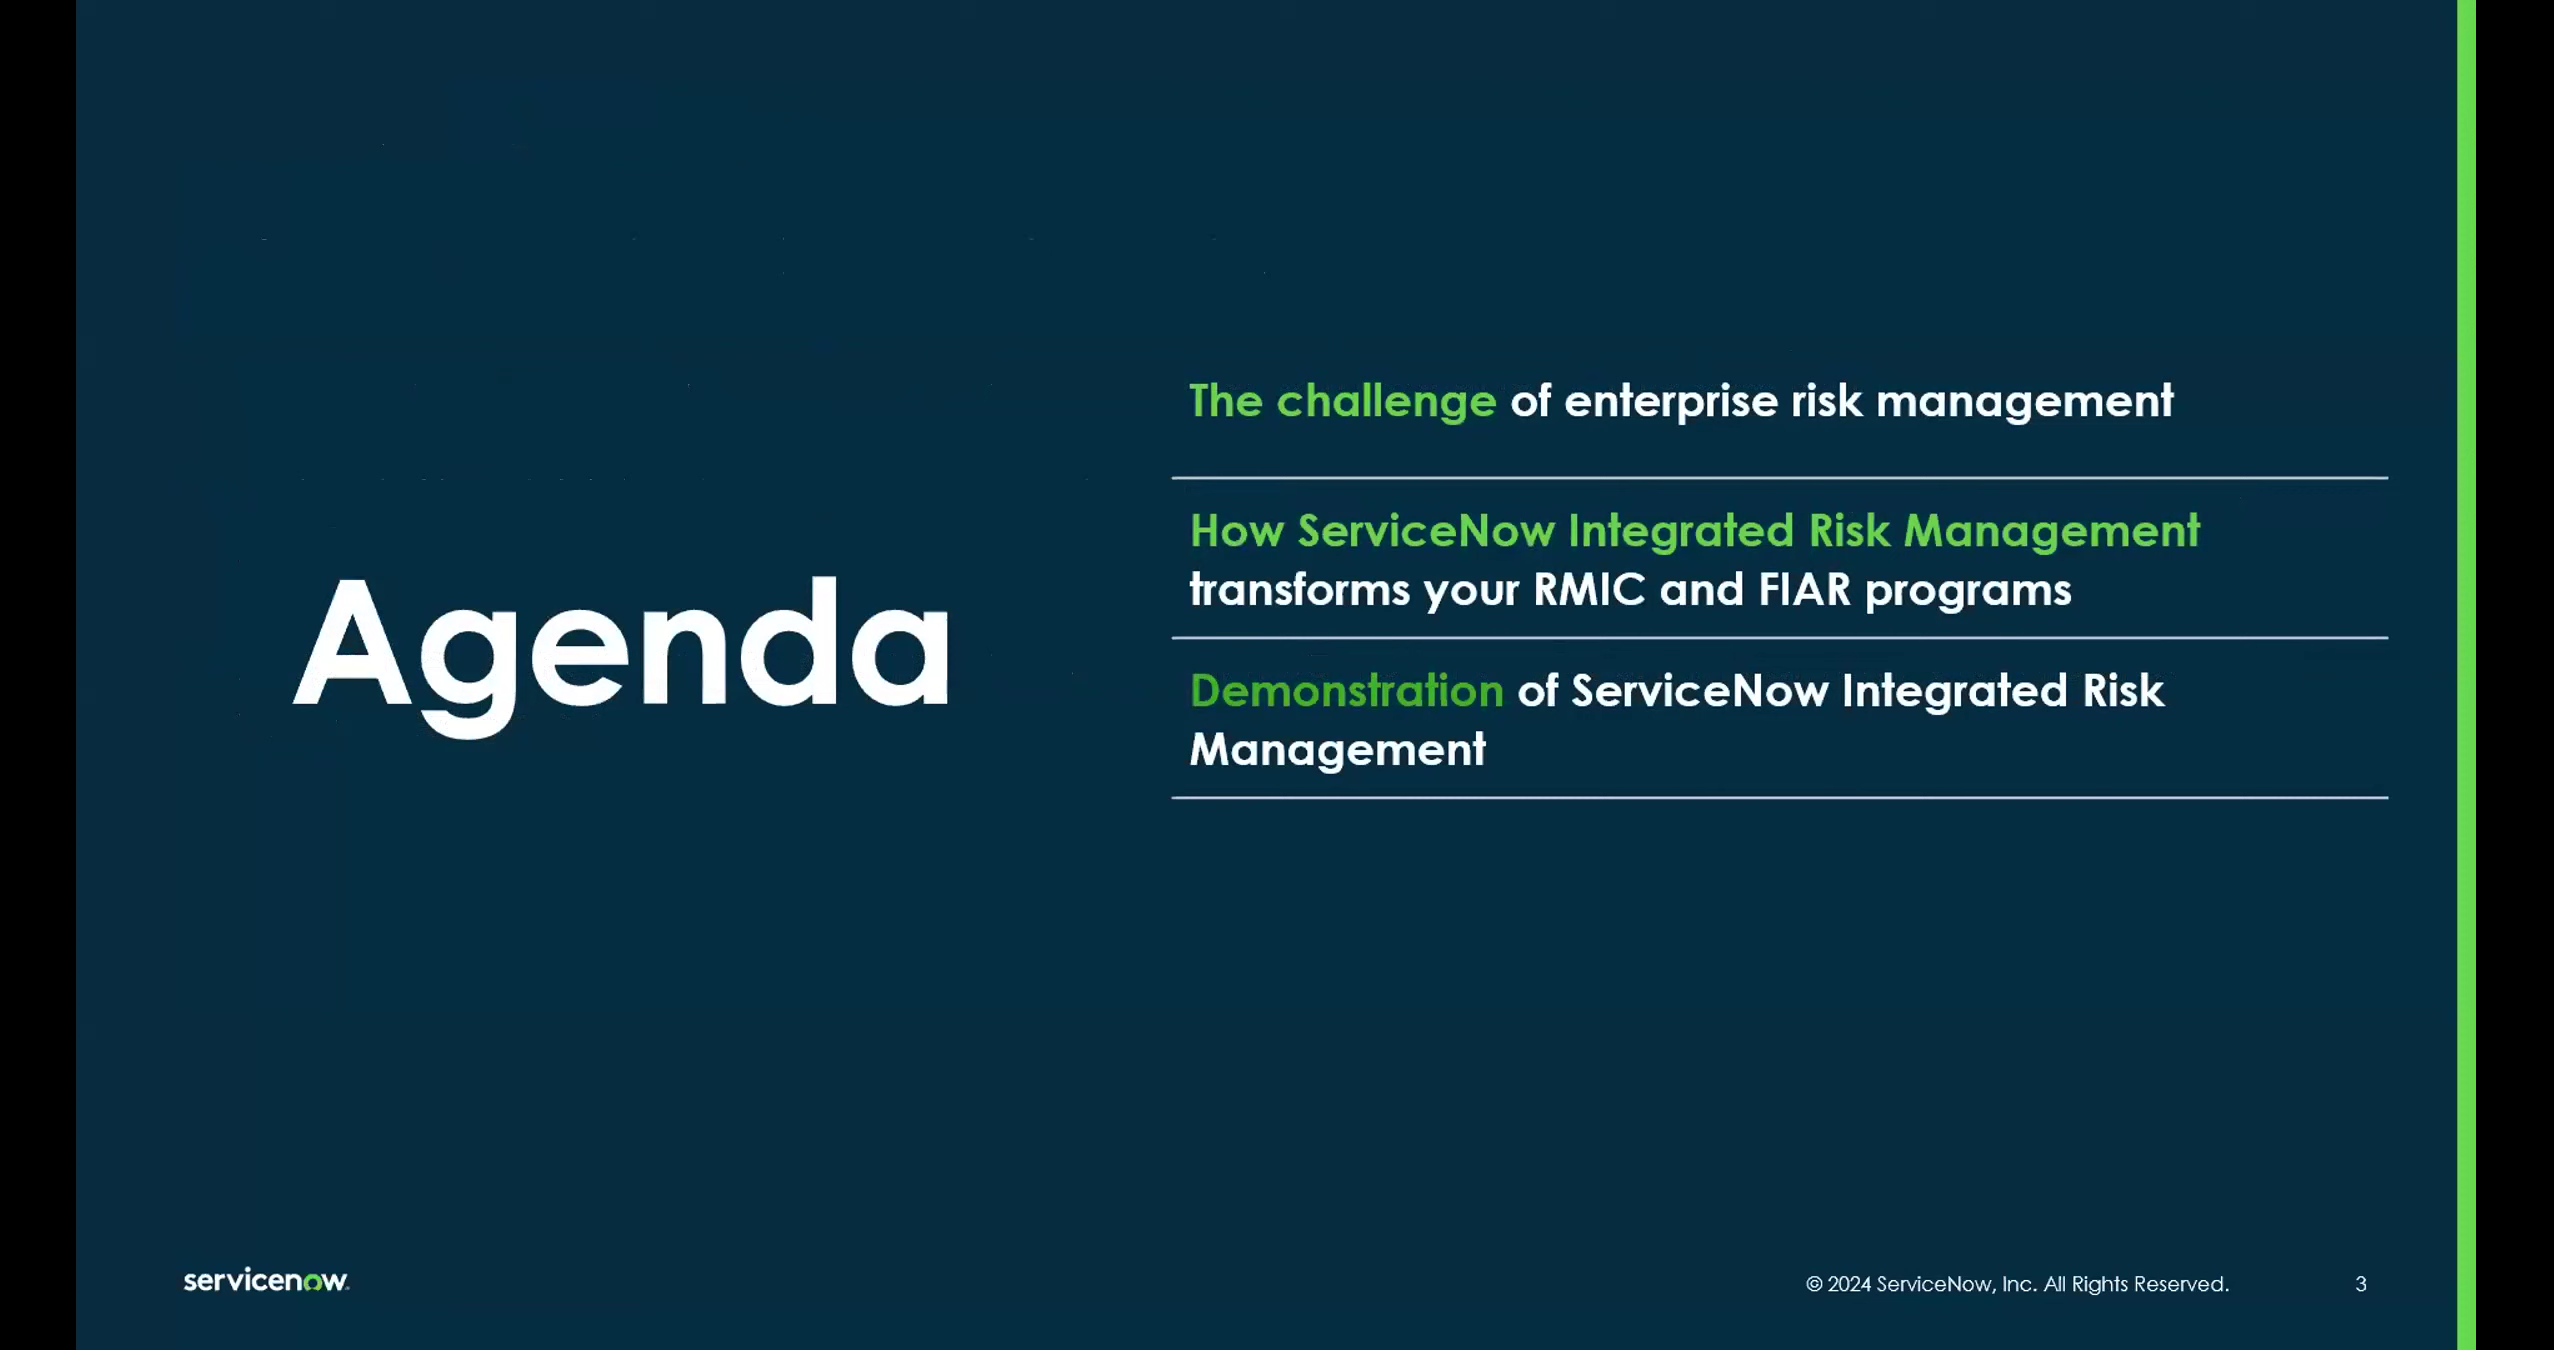 Agenda
The challenge of enterprise risk management
How ServiceNow Integrated Risk Management
transforms your RMIC and FIAR programs
Demonstration of ServiceNow Integrated Risk
Management
servicenow.
© 2024 ServiceNow, Inc. All Rights Reserved.
3